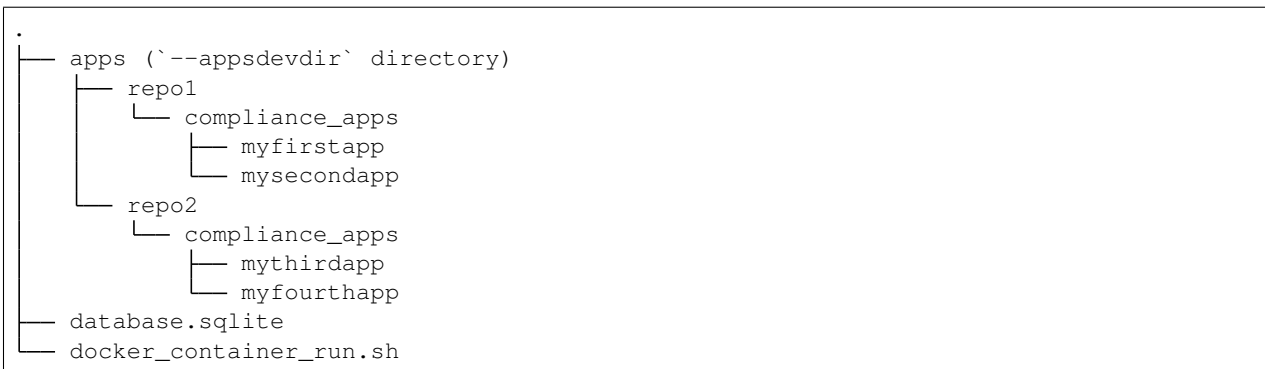 .
├── apps (`--appsdevdir` directory)
│   ├── repo1
│   │   └── compliance_apps
│   │       ├── myfirstapp
│   │       └── mysecondapp
│   └── repo2
│       └── compliance_apps
│           ├── mythirdapp
│           └── myfourthapp
├── database.sqlite
└── docker_container_run.sh